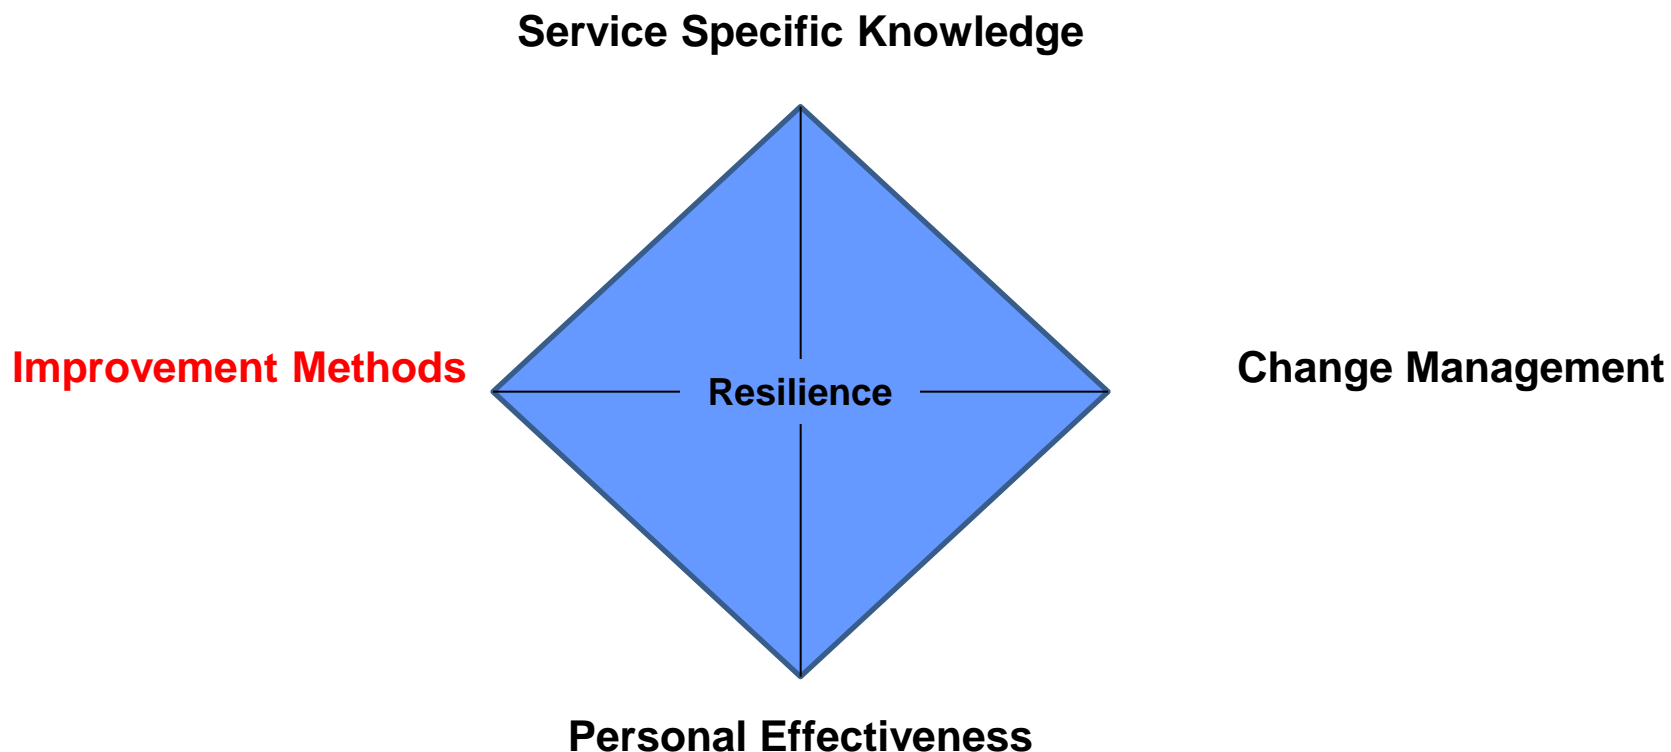 Service Specific Knowledge
Improvement Methods
Resilience
Change Management
Personal Effectiveness